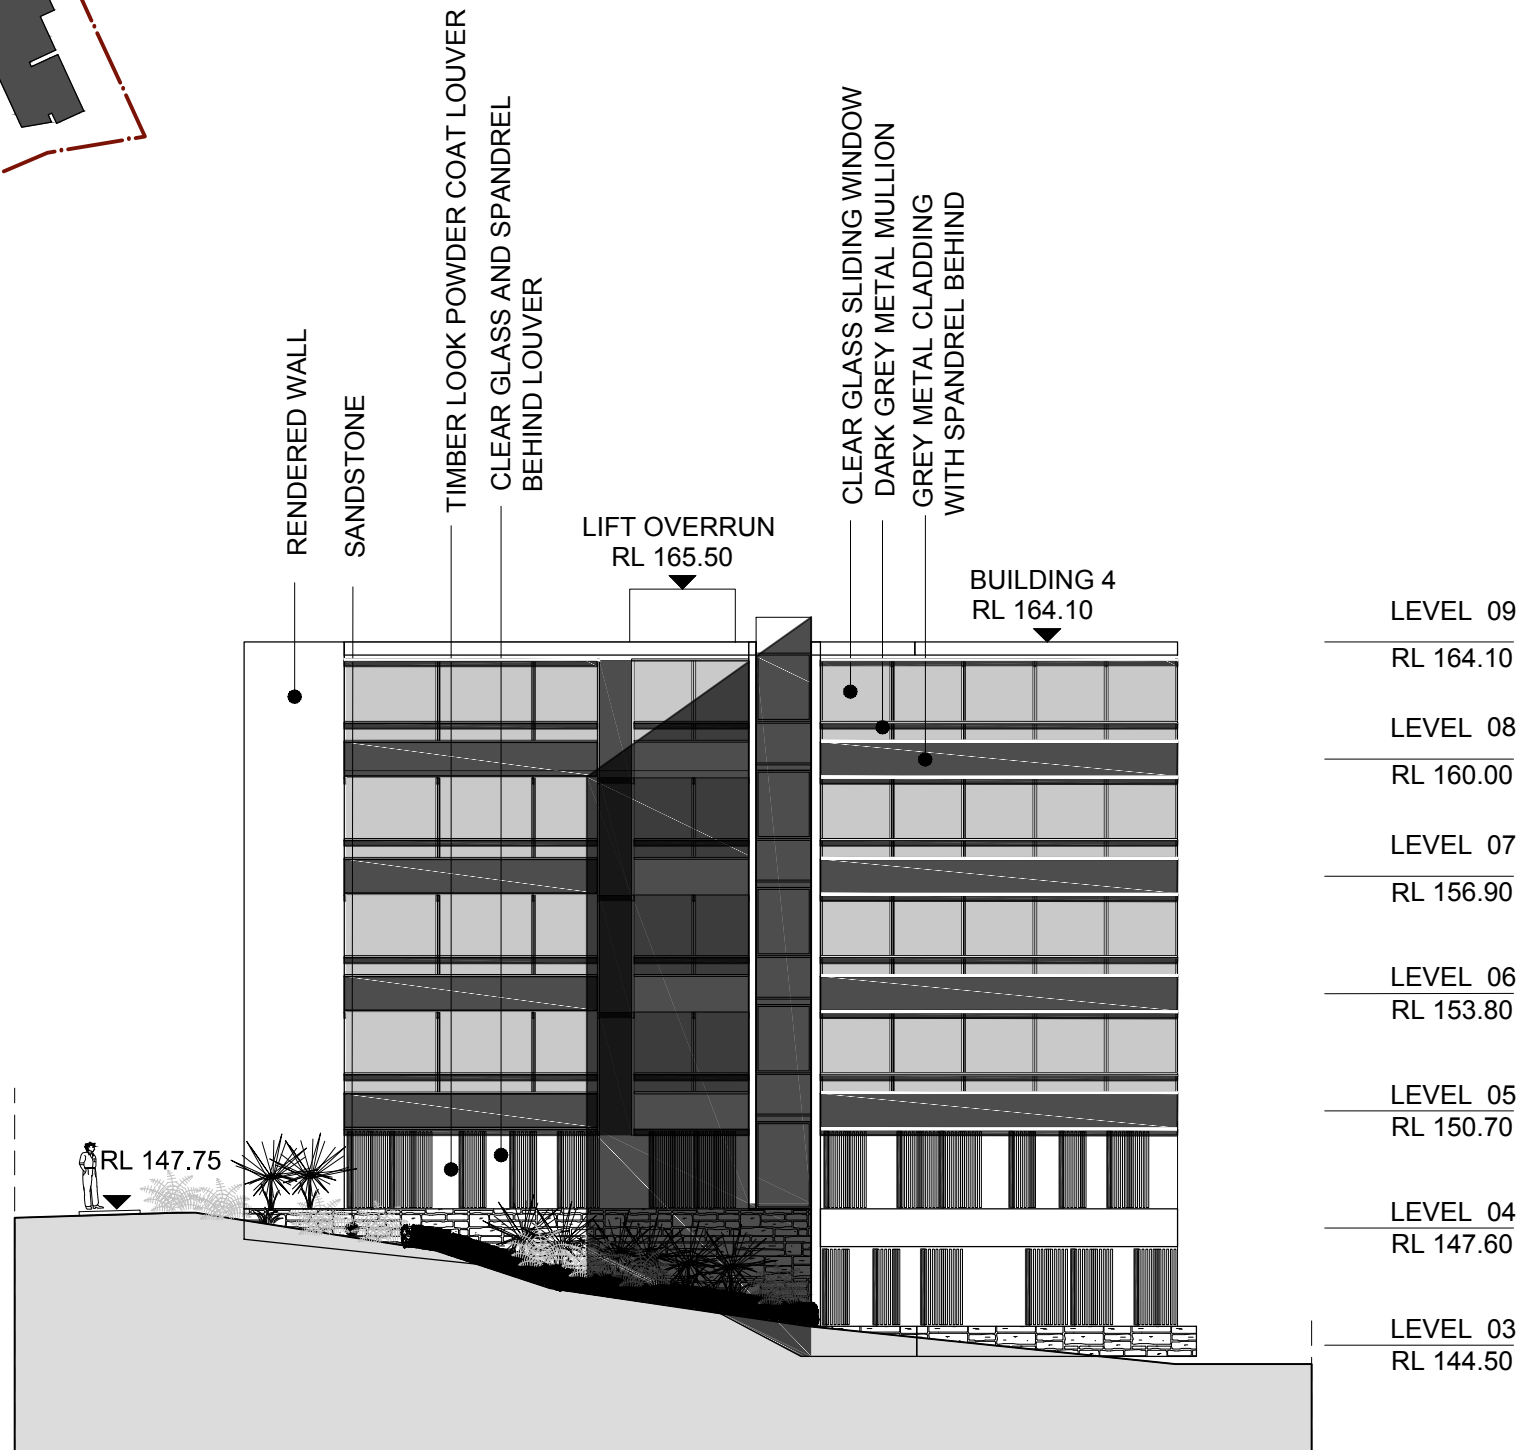 RENDERED WALL
SANDSTONE
TIMBER LOOK POWDER COAT LOUVER
CLEAR GLASS AND SPANDREL
BEHIND LOUVER
CLEAR GLASS SLIDING WINDOW
DARK GREY METAL MULLION
GREY METAL CLADDING
WITH SPANDREL BEHIND
LIFT OVERRUN
RL 165.50
BUILDING 4
RL 164.10
LEVEL 09
RL 164.10
LEVEL 08
RL 160.00
LEVEL 07
RL 156.90
LEVEL 06
RL 153.80
LEVEL 05
RL 150.70
RL 147.75
LEVEL 04
RL 147.60
LEVEL 03
RL 144.50